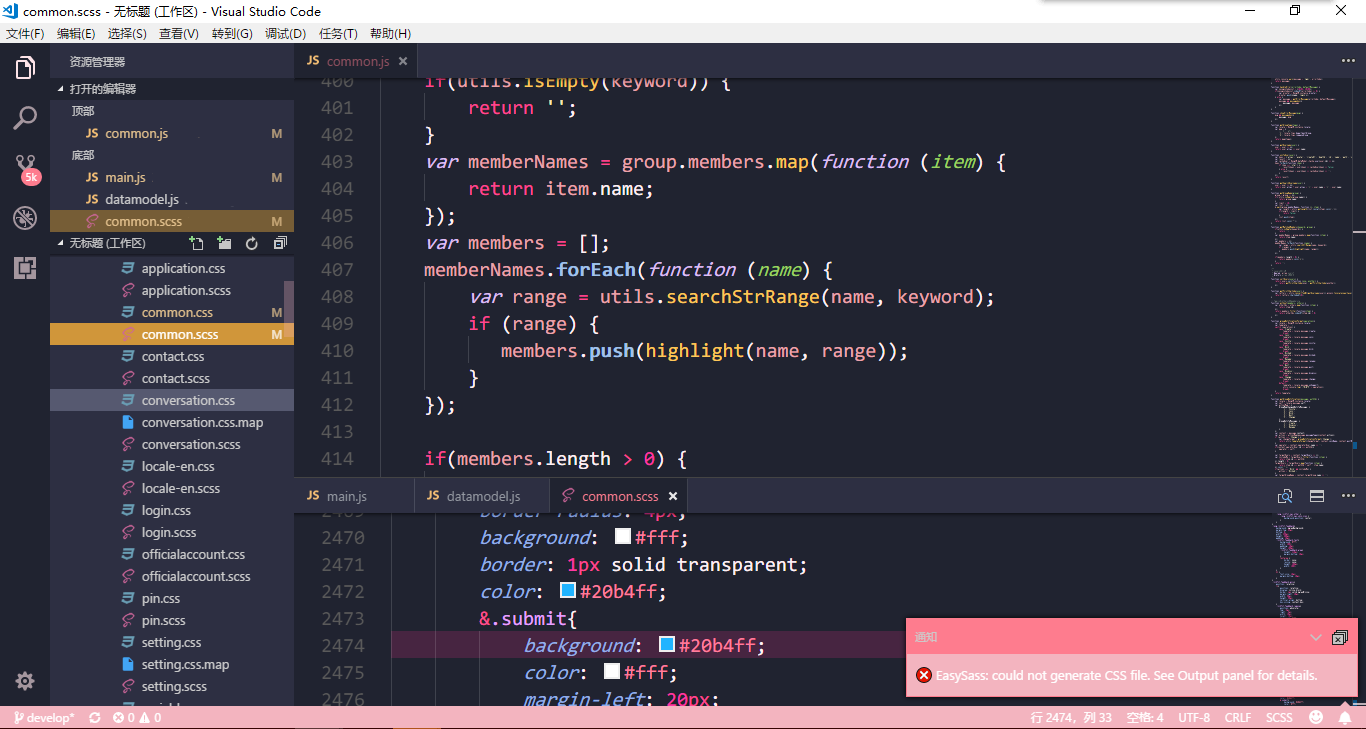 common.scss - 无标题 (工作区) - Visual Studio Code
文件(F) 编辑(E) 选择(S) 查看(V) 转到(G) 调试(D) 任务(T) 帮助(H)
资源管理器
打开的编辑器
顶部
JS common.js M
底部
JS main.js M
JS datamodel.js
common.scss M
无标题 (工作区)
5k
application.css
application.scss
common.css M
common.scss M
contact.css
contact.scss
conversation.css
conversation.css.map
conversation.scss
locale-en.css
locale-en.scss
login.css
login.scss
officialaccount.css
officialaccount.scss
pin.css
pin.scss
setting.css
setting.css.map
setting.scss
JS common.js
400 if(utils.isEmpty(keyword)) {
401 return '';
402 }
403 var memberNames = group.members.map(function (item) {
404 return item.name;
405 });
406 var members = [];
407 memberNames.forEach(function (name) {
408 var range = utils.searchStrRange(name, keyword);
409 if (range) {
410 members.push(highlight(name, range));
411 }
412 });
413
414 if(members.length > 0) {
JS main.js JS datamodel.js common.scss
2469 border-radius: 4px;
2470 background: #fff;
2471 border: 1px solid transparent;
2472 color: #20b4ff;
2473 &.submit{
2474 background: #20b4ff;
2475 color: #fff;
2476 margin-left: 20px;
通知
EasySass: could not generate CSS file. See Output panel for details.
develop* 0 0 行 2474，列 33 空格: 4 UTF-8 CRLF SCSS